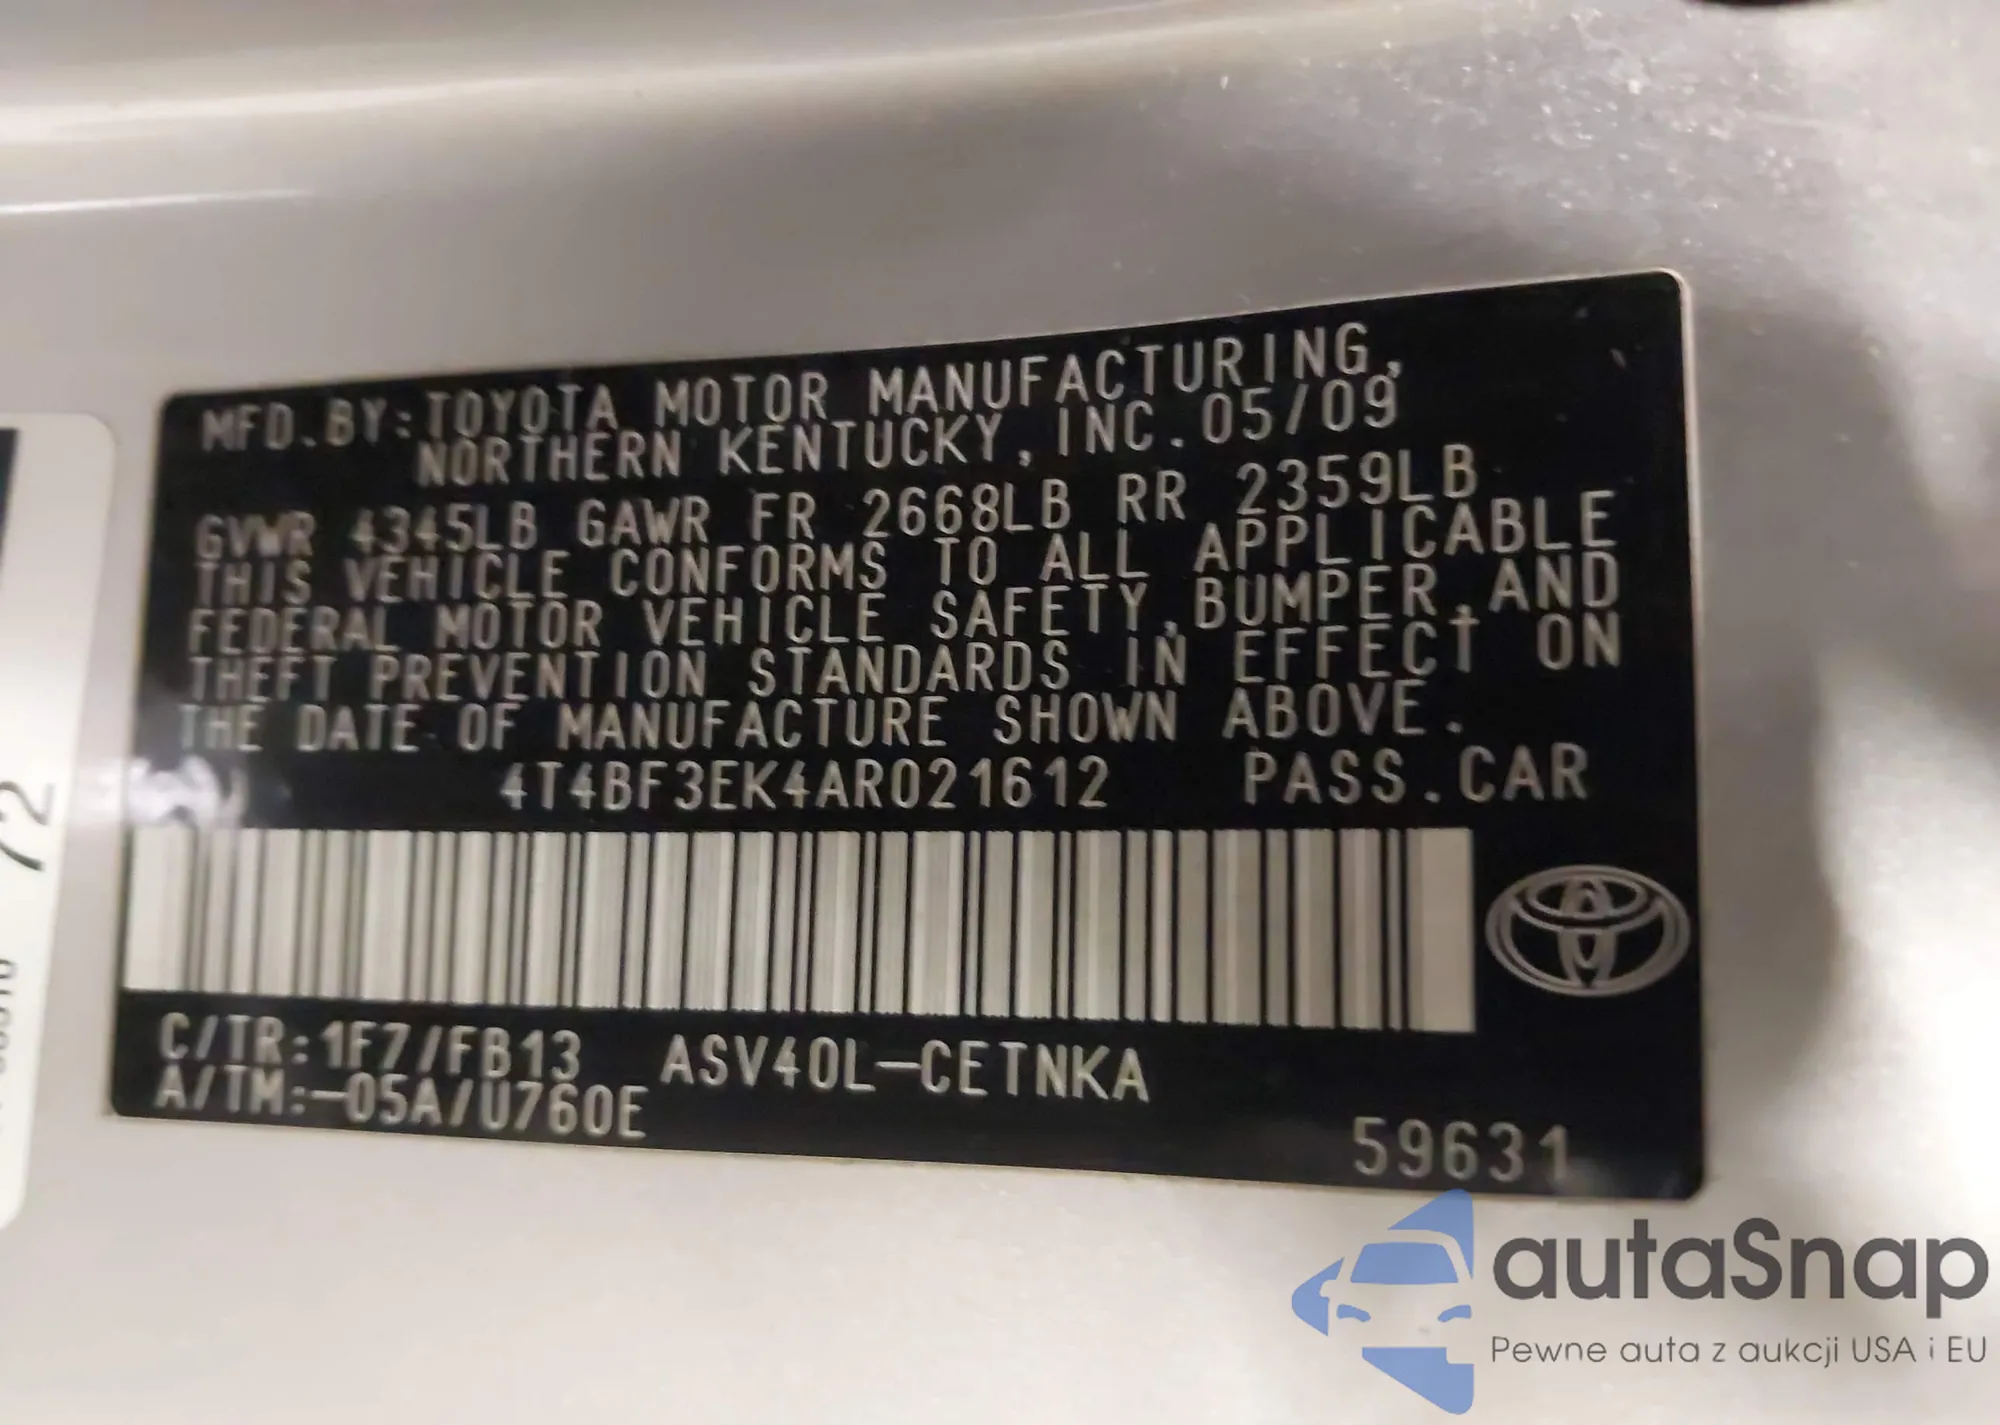 MFD.BY:TOYOTA MOTOR MANUFACTURING,
NORTHERN KENTUCKY,INC.05/09
GVWR 4345LB GAWR FR 2668LB RR 2359LB
THIS VEHICLE CONFORMS TO ALL APPLICABLE
FEDERAL MOTOR VEHICLE SAFETY,BUMPER,AND
THEFT PREVENTION STANDARDS IN EFFECT ON
THE DATE OF MANUFACTURE SHOWN ABOVE.
4T4BF3EK4AR021612 PASS.CAR
C/TR:1F7/FB13 ASV40L-CETNKA
A/TM:-05A/U760E
59631
72
autaSnap
Pewne auta z aukcji USA i EU